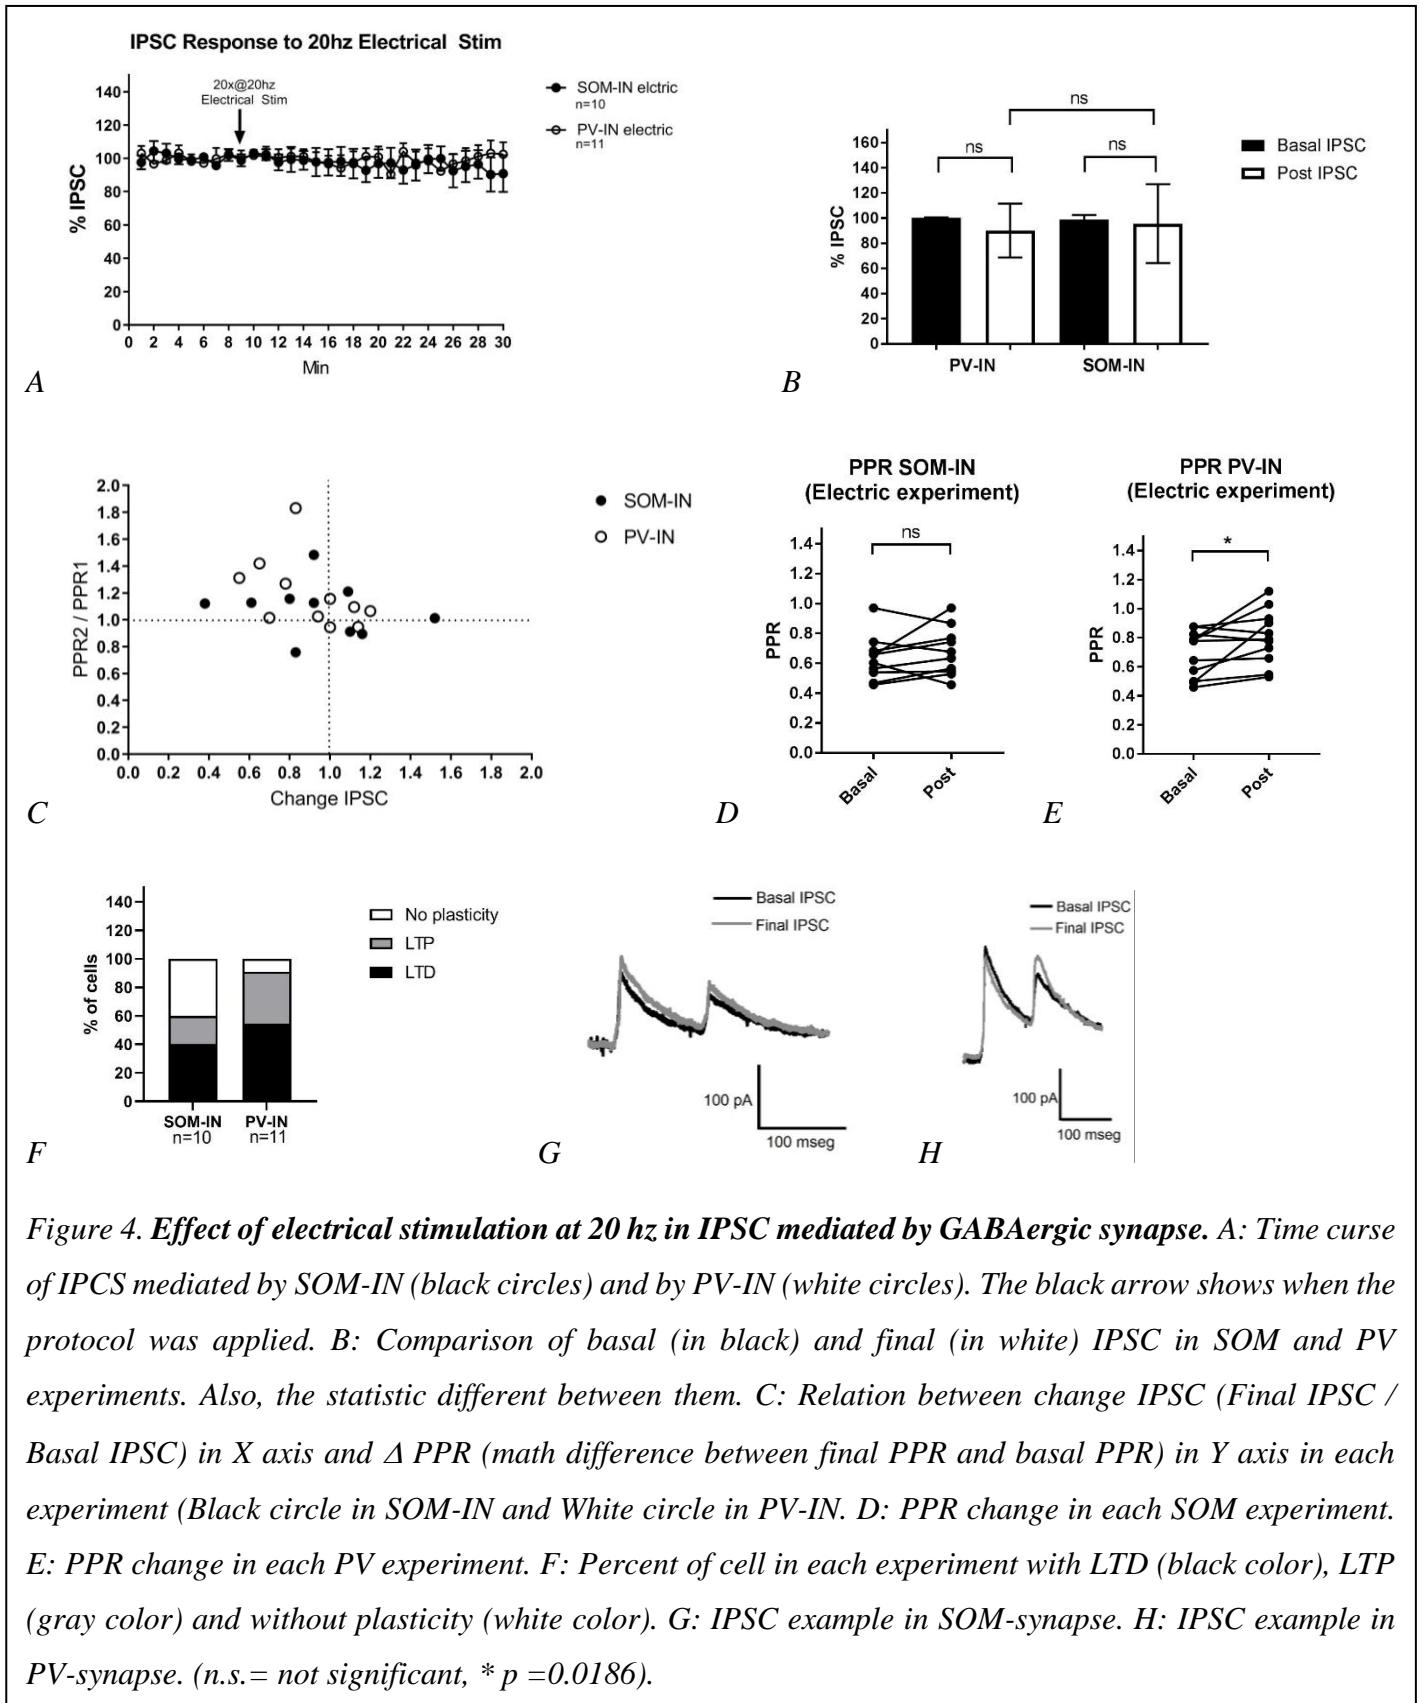 IPSC Response to 20hz Electrical Stim
20x@20hz
Electrical Stim
SOM-IN elctric
n=10
PV-IN electric
n=11
% IPSC
140
120
100
80
60
40
20
0
0 2 4 6 8 10 12 14 16 18 20 22 24 26 28 30
Min
A
ns
ns
ns
Basal IPSC
Post IPSC
% IPSC
160
140
120
100
80
60
40
20
0
PV-IN
SOM-IN
B
PPR2 / PPR1
2.0
1.8
1.6
1.4
1.2
1.0
0.8
0.6
0.4
0.2
0.0
0.0 0.2 0.4 0.6 0.8 1.0 1.2 1.4 1.6 1.8 2.0
Change IPSC
SOM-IN
PV-IN
C
PPR SOM-IN
(Electric experiment)
ns
PPR
1.4
1.2
1.0
0.8
0.6
0.4
0.2
0.0
Basal
Post
D
PPR PV-IN
(Electric experiment)
*
PPR
1.4
1.2
1.0
0.8
0.6
0.4
0.2
0.0
Basal
Post
E
% of cells
140
120
100
80
60
40
20
0
SOM-IN
n=10
PV-IN
n=11
No plasticity
LTP
LTD
F
Basal IPSC
Final IPSC
100 pA
100 mseg
G
Basal IPSC
Final IPSC
100 pA
100 mseg
H
Figure 4. Effect of electrical stimulation at 20 hz in IPSC mediated by GABAergic synapse. A: Time curse
of IPCS mediated by SOM-IN (black circles) and by PV-IN (white circles). The black arrow shows when the
protocol was applied. B: Comparison of basal (in black) and final (in white) IPSC in SOM and PV
experiments. Also, the statistic different between them. C: Relation between change IPSC (Final IPSC /
Basal IPSC) in X axis and Δ PPR (math difference between final PPR and basal PPR) in Y axis in each
experiment (Black circle in SOM-IN and White circle in PV-IN. D: PPR change in each SOM experiment.
E: PPR change in each PV experiment. F: Percent of cell in each experiment with LTD (black color), LTP
(gray color) and without plasticity (white color). G: IPSC example in SOM-synapse. H: IPSC example in
PV-synapse. (n.s.= not significant, * p =0.0186).